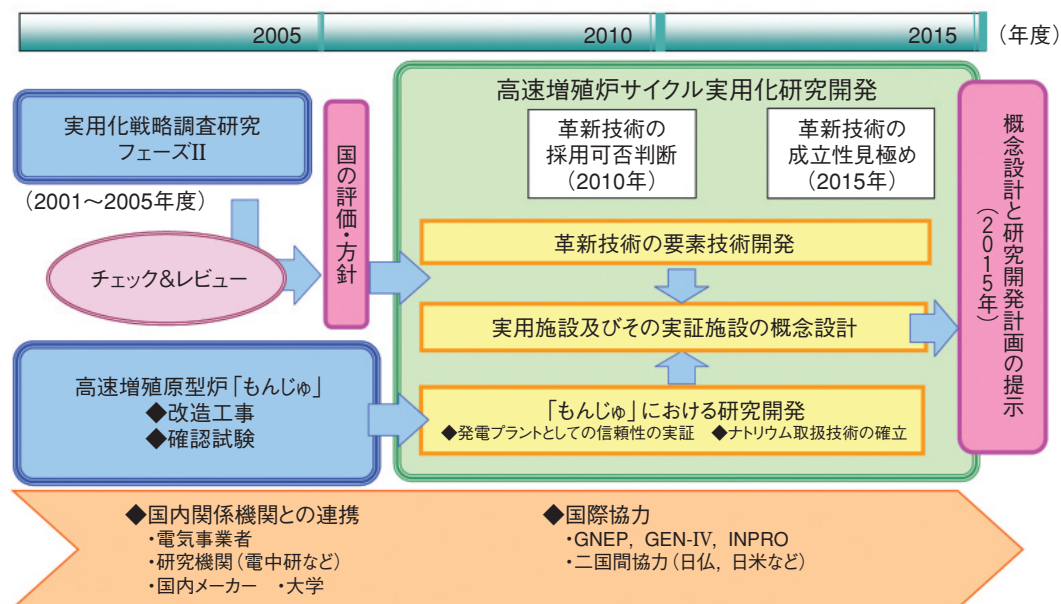 2005
2010
2015
(年度)
実用化戦略調査研究
フェーズII
(2001〜2005年度)
チェック&レビュー
国の評価・方針
高速増殖炉サイクル実用化研究開発
革新技術の
採用可否判断
(2010年)
革新技術の
成立性見極め
(2015年)
革新技術の要素技術開発
実用施設及びその実証施設の概念設計
高速増殖原型炉「もんじゅ」
◆改造工事
◆確認試験
「もんじゅ」における研究開発
◆発電プラントとしての信頼性の実証 ◆ナトリウム取扱技術の確立
概念設計と研究開発計画の提示
(2015年)
◆国内関係機関との連携
・電気事業者
・研究機関(電中研など)
・国内メーカー ・大学
◆国際協力
・GNEP, GEN-IV, INPRO
・二国間協力(日仏, 日米など)